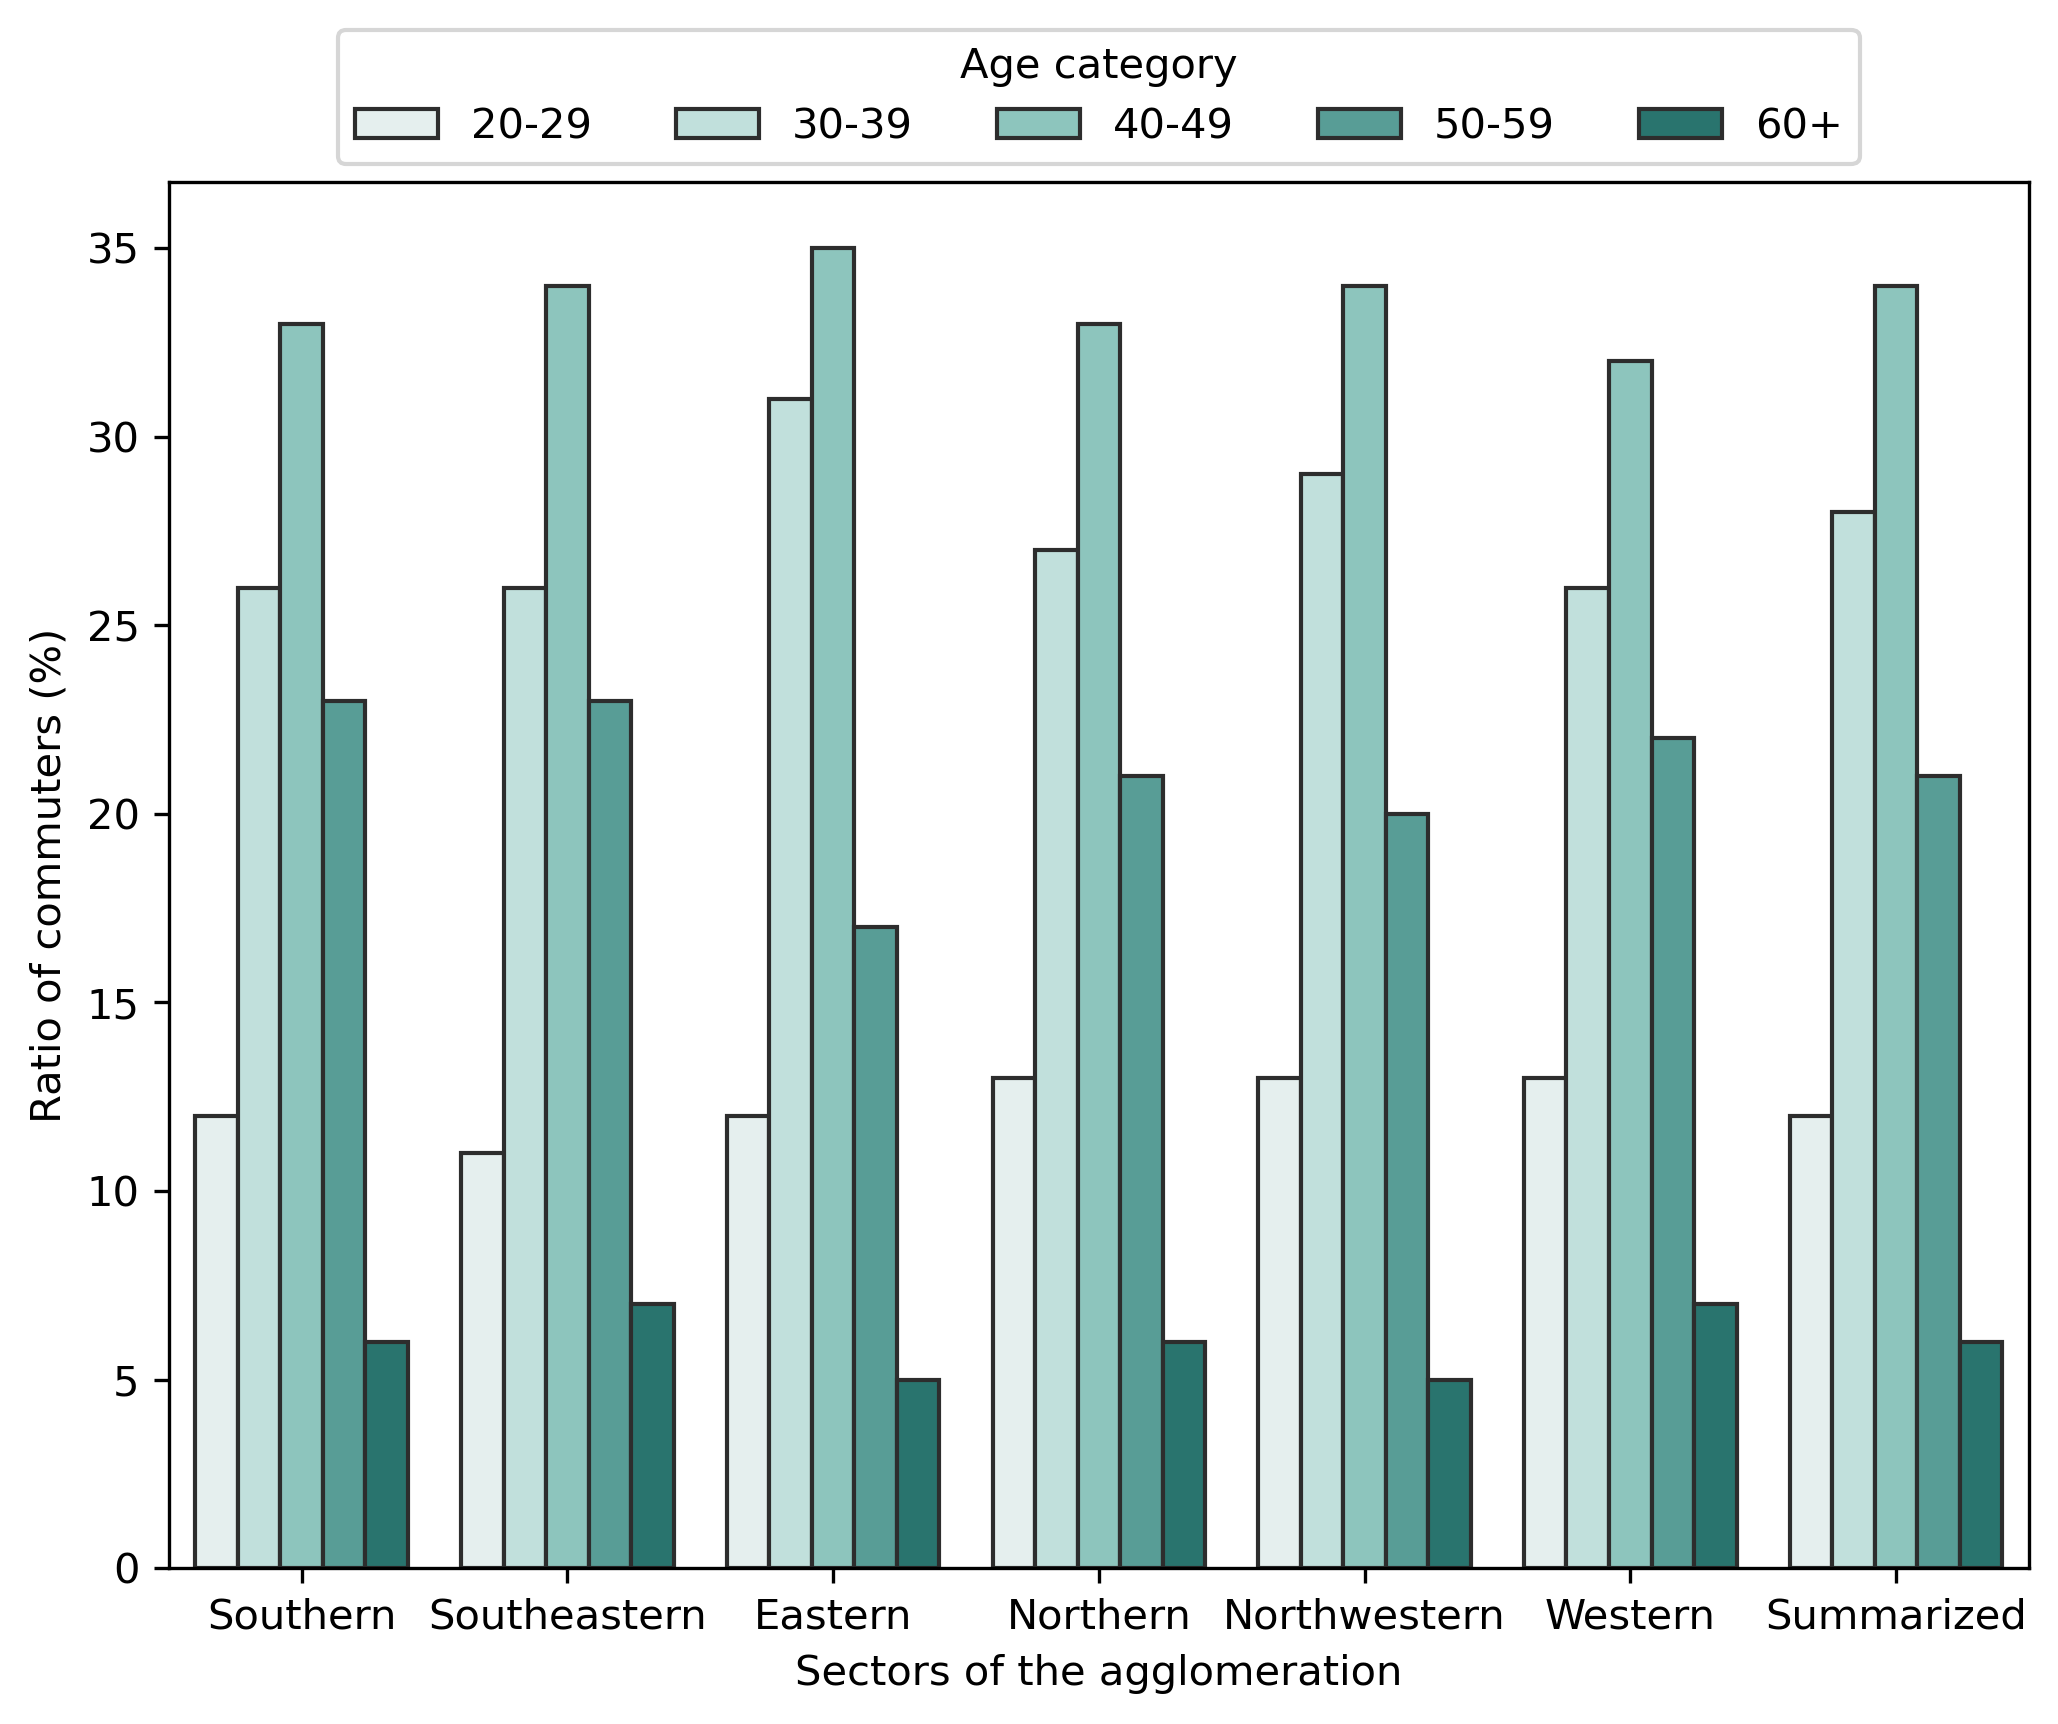 Age category
20-29 30-39 40-49 50-59 60+
35
30
25
20
15
10
5
0
Ratio of commuters (%)
Southern Southeastern Eastern Northern Northwestern Western Summarized
Sectors of the agglomeration